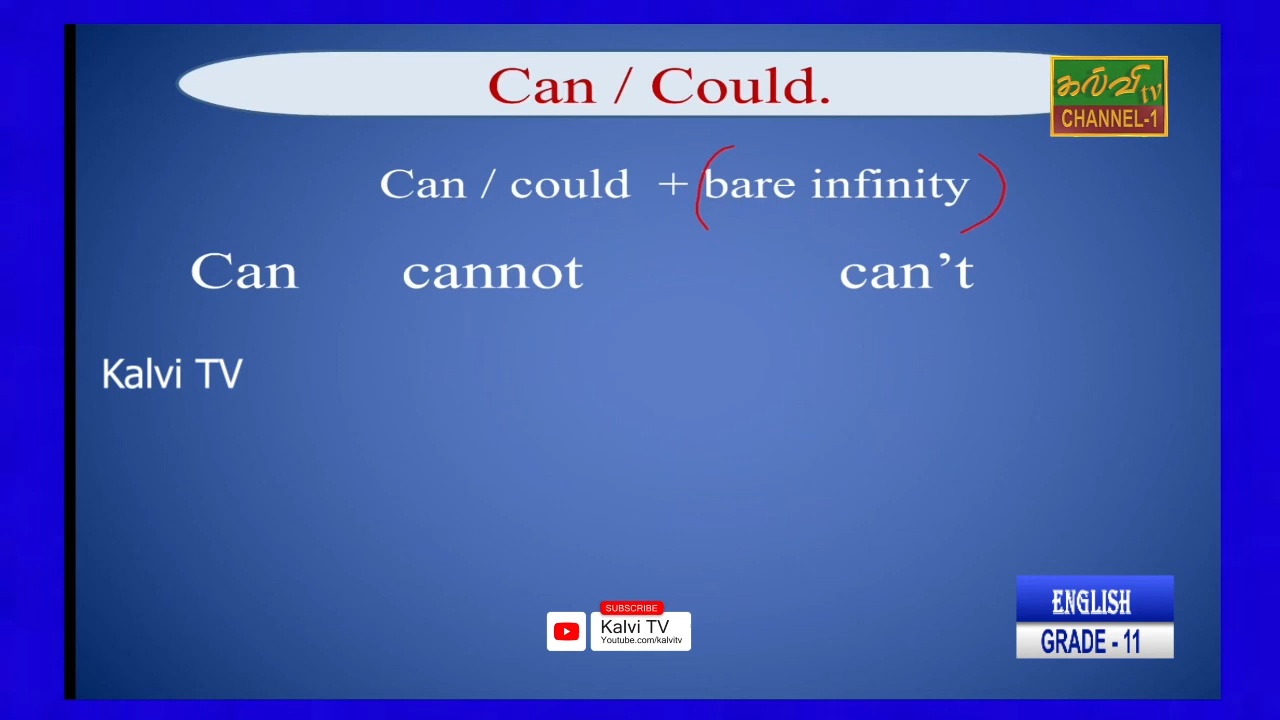 Can / Could.
கல்வி tv
CHANNEL-1
Can / could + bare infinity
Can cannot can’t
Kalvi TV
SUBSCRIBE
Kalvi TV
Youtube.com/kalvitv
ENGLISH
GRADE - 11